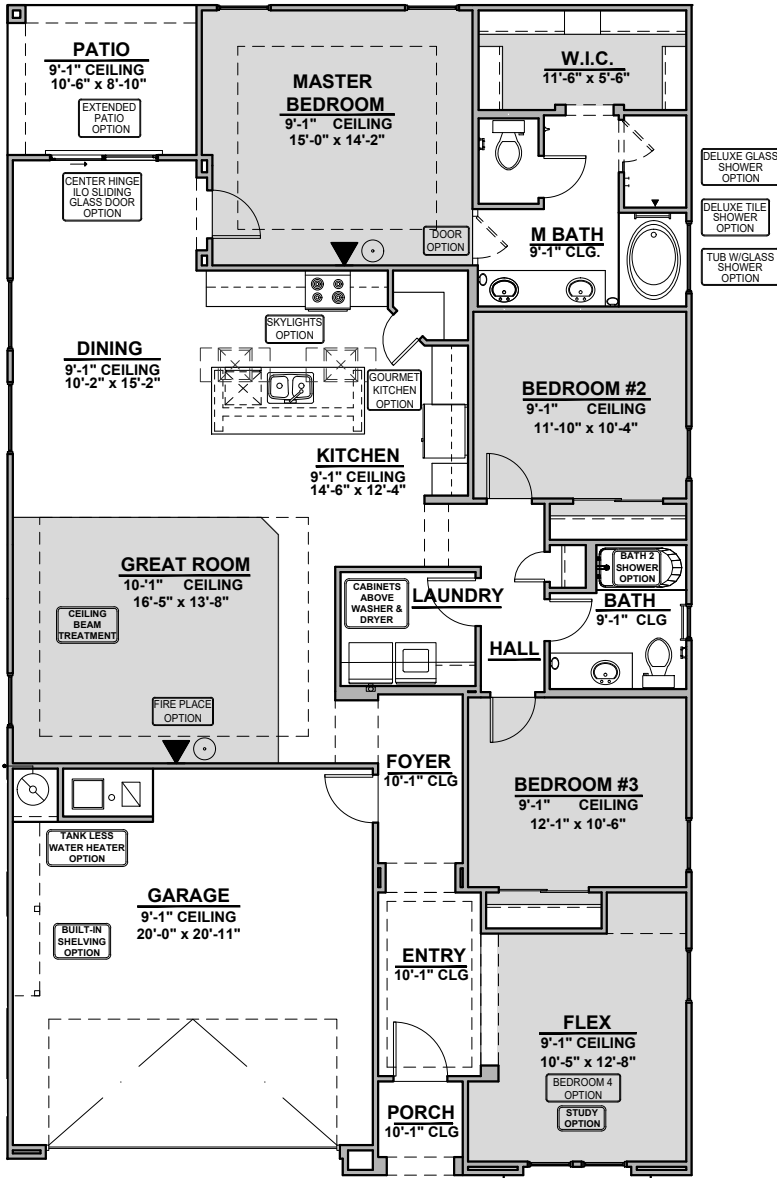 PATIO
9'-1" CEILING
10'-6" x 8'-10"
EXTENDED
PATIO
OPTION
MASTER
BEDROOM
9'-1" CEILING
15'-0" x 14'-2"
W.I.C.
11'-6" x 5'-6"
CENTER HINGE
ILO SLIDING
GLASS DOOR
OPTION
DELUXE GLASS
SHOWER
OPTION
DELUXE TILE
SHOWER
OPTION
TUB W/GLASS
SHOWER
OPTION
DOOR
OPTION
M BATH
9'-1" CLG.
SKYLIGHTS
OPTION
DINING
9'-1" CEILING
10'-2" x 15'-2"
GOURMET
KITCHEN
OPTION
BEDROOM #2
9'-1" CEILING
11'-10" x 10'-4"
KITCHEN
9'-1" CEILING
14'-6" x 12'-4"
GREAT ROOM
10-'1" CEILING
16'-5" x 13'-8"
CEILING
BEAM
TREATMENT
CABINETS
ABOVE
WASHER &
DRYER
LAUNDRY
BATH 2
SHOWER
OPTION
BATH
9'-1" CLG
HALL
FIRE PLACE
OPTION
FOYER
10'-1" CLG
BEDROOM #3
9'-1" CEILING
12'-1" x 10'-6"
TANK LESS
WATER HEATER
OPTION
GARAGE
9'-1" CEILING
20'-0" x 20'-11"
BUILT-IN
SHELVING
OPTION
ENTRY
10'-1" CLG
FLEX
9'-1" CEILING
10'-5" x 12'-8"
BEDROOM 4
OPTION
STUDY
OPTION
PORCH
10'-1" CLG